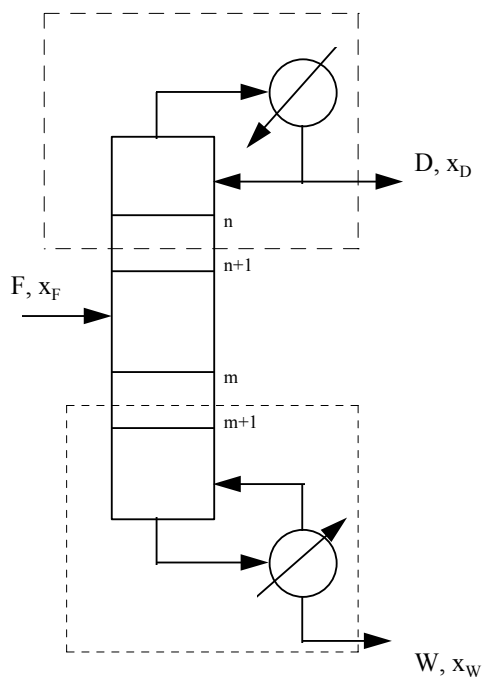 D, x_D
n
n+1
F, x_F
m
m+1
W, x_W